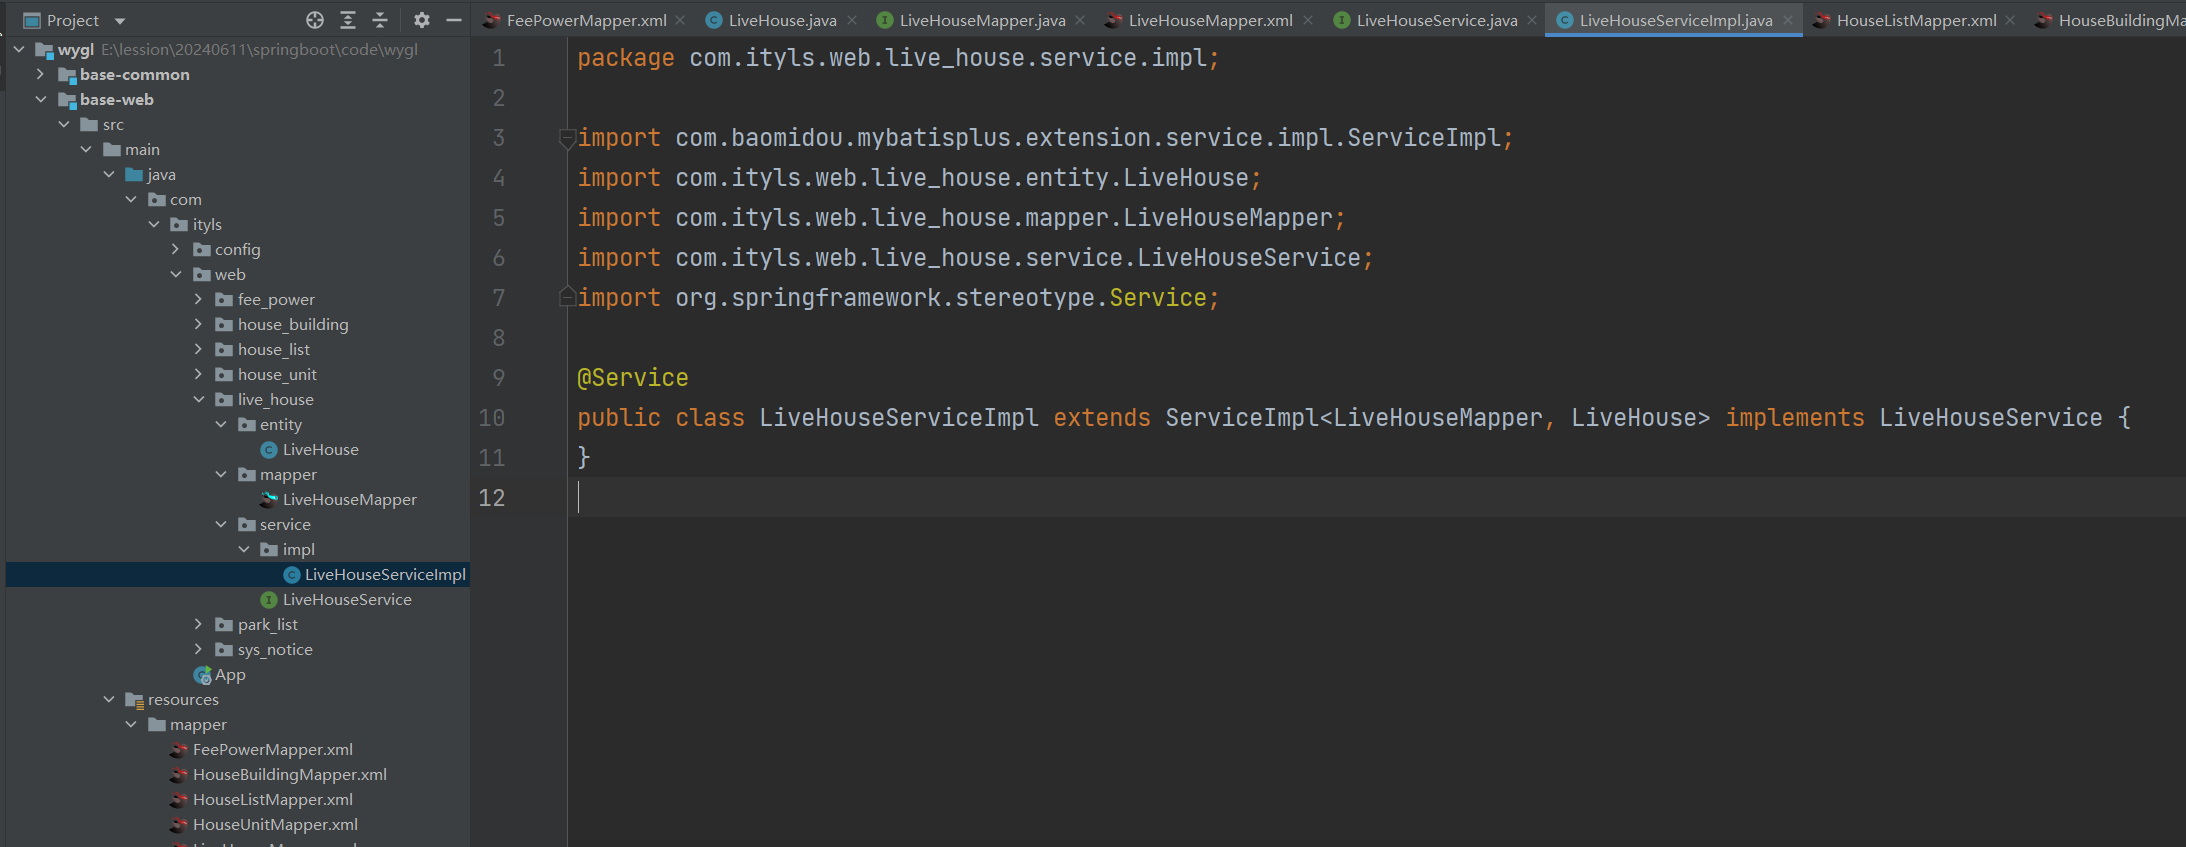 Project
FeePowerMapper.xml
LiveHouse.java
LiveHouseMapper.java
LiveHouseMapper.xml
LiveHouseService.java
LiveHouseServiceImpl.java
HouseListMapper.xml
HouseBuildingMa
wygl E:\lession\20240611\springboot\code\wygl
base-common
base-web
src
main
java
com
ityls
config
web
fee_power
house_building
house_list
house_unit
live_house
entity
LiveHouse
mapper
LiveHouseMapper
service
impl
LiveHouseServiceImpl
LiveHouseService
park_list
sys_notice
App
resources
mapper
FeePowerMapper.xml
HouseBuildingMapper.xml
HouseListMapper.xml
HouseUnitMapper.xml
1 package com.ityls.web.live_house.service.impl;
2
3 import com.baomidou.mybatisplus.extension.service.impl.ServiceImpl;
4 import com.ityls.web.live_house.entity.LiveHouse;
5 import com.ityls.web.live_house.mapper.LiveHouseMapper;
6 import com.ityls.web.live_house.service.LiveHouseService;
7 import org.springframework.stereotype.Service;
8
9 @Service
10 public class LiveHouseServiceImpl extends ServiceImpl<LiveHouseMapper, LiveHouse> implements LiveHouseService {
11 }
12